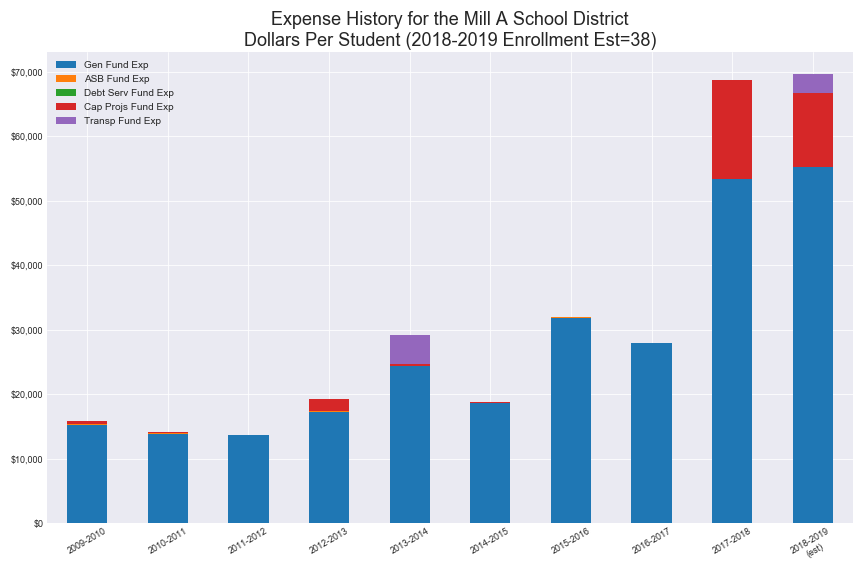 Expense History for the Mill A School District
Dollars Per Student (2018-2019 Enrollment Est=38)
Gen Fund Exp
ASB Fund Exp
Debt Serv Fund Exp
Cap Projs Fund Exp
Transp Fund Exp
$70,000
$60,000
$50,000
$40,000
$30,000
$20,000
$10,000
$0
2009-2010
2010-2011
2011-2012
2012-2013
2013-2014
2014-2015
2015-2016
2016-2017
2017-2018
2018-2019
(est)